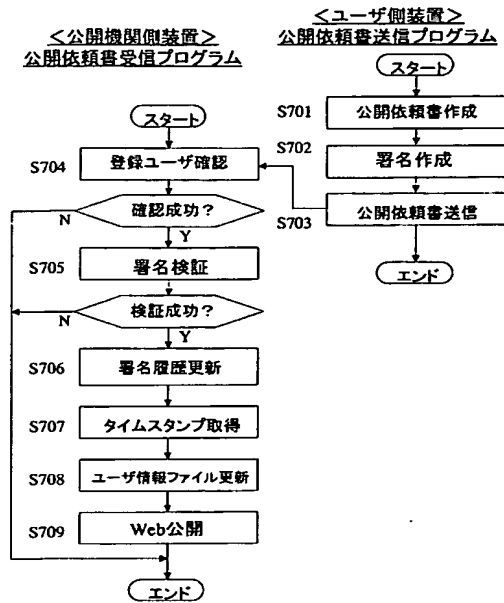 <公開機関側装置>
公開依頼書受信プログラム
スタート
S704
登録ユーザ確認
確認成功?
N
Y
S705
署名検証
検証成功?
N
Y
S706
署名履歴更新
S707
タイムスタンプ取得
S708
ユーザ情報ファイル更新
S709
Web公開
エンド
<ユーザ側装置>
公開依頼書送信プログラム
スタート
S701
公開依頼書作成
S702
署名作成
S703
公開依頼書送信
エンド